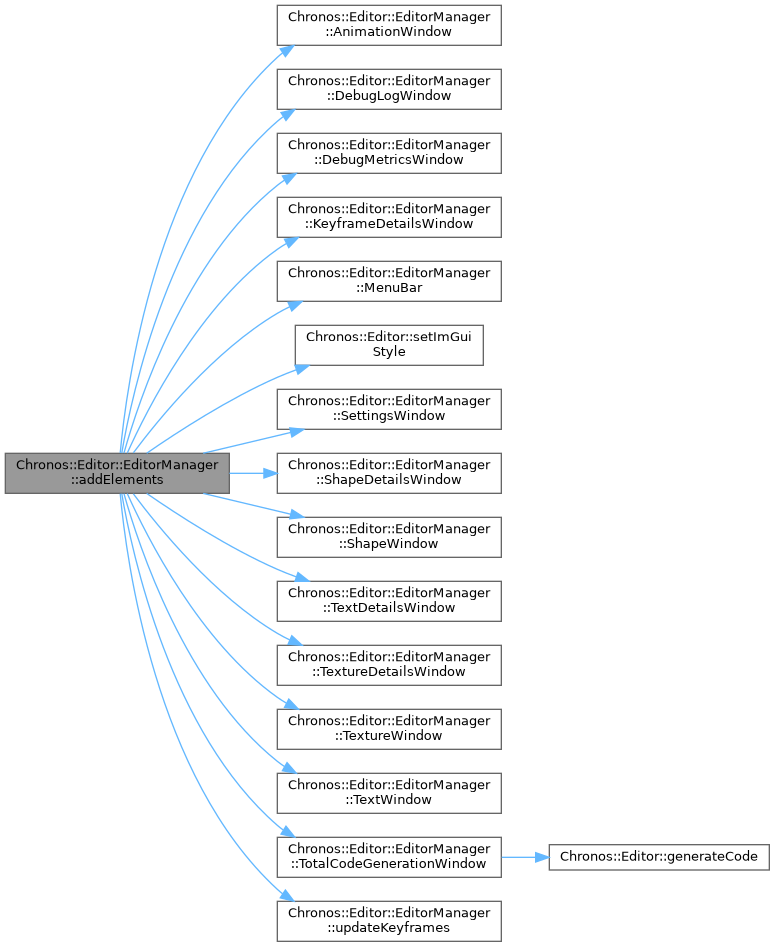 Chronos::Editor::EditorManager
::addElements
Chronos::Editor::EditorManager
::AnimationWindow
Chronos::Editor::EditorManager
::DebugLogWindow
Chronos::Editor::EditorManager
::DebugMetricsWindow
Chronos::Editor::EditorManager
::KeyframeDetailsWindow
Chronos::Editor::EditorManager
::MenuBar
Chronos::Editor::setImGui
Style
Chronos::Editor::EditorManager
::SettingsWindow
Chronos::Editor::EditorManager
::ShapeDetailsWindow
Chronos::Editor::EditorManager
::ShapeWindow
Chronos::Editor::EditorManager
::TextDetailsWindow
Chronos::Editor::EditorManager
::TextureDetailsWindow
Chronos::Editor::EditorManager
::TextureWindow
Chronos::Editor::EditorManager
::TextWindow
Chronos::Editor::EditorManager
::TotalCodeGenerationWindow
Chronos::Editor::generateCode
Chronos::Editor::EditorManager
::updateKeyframes